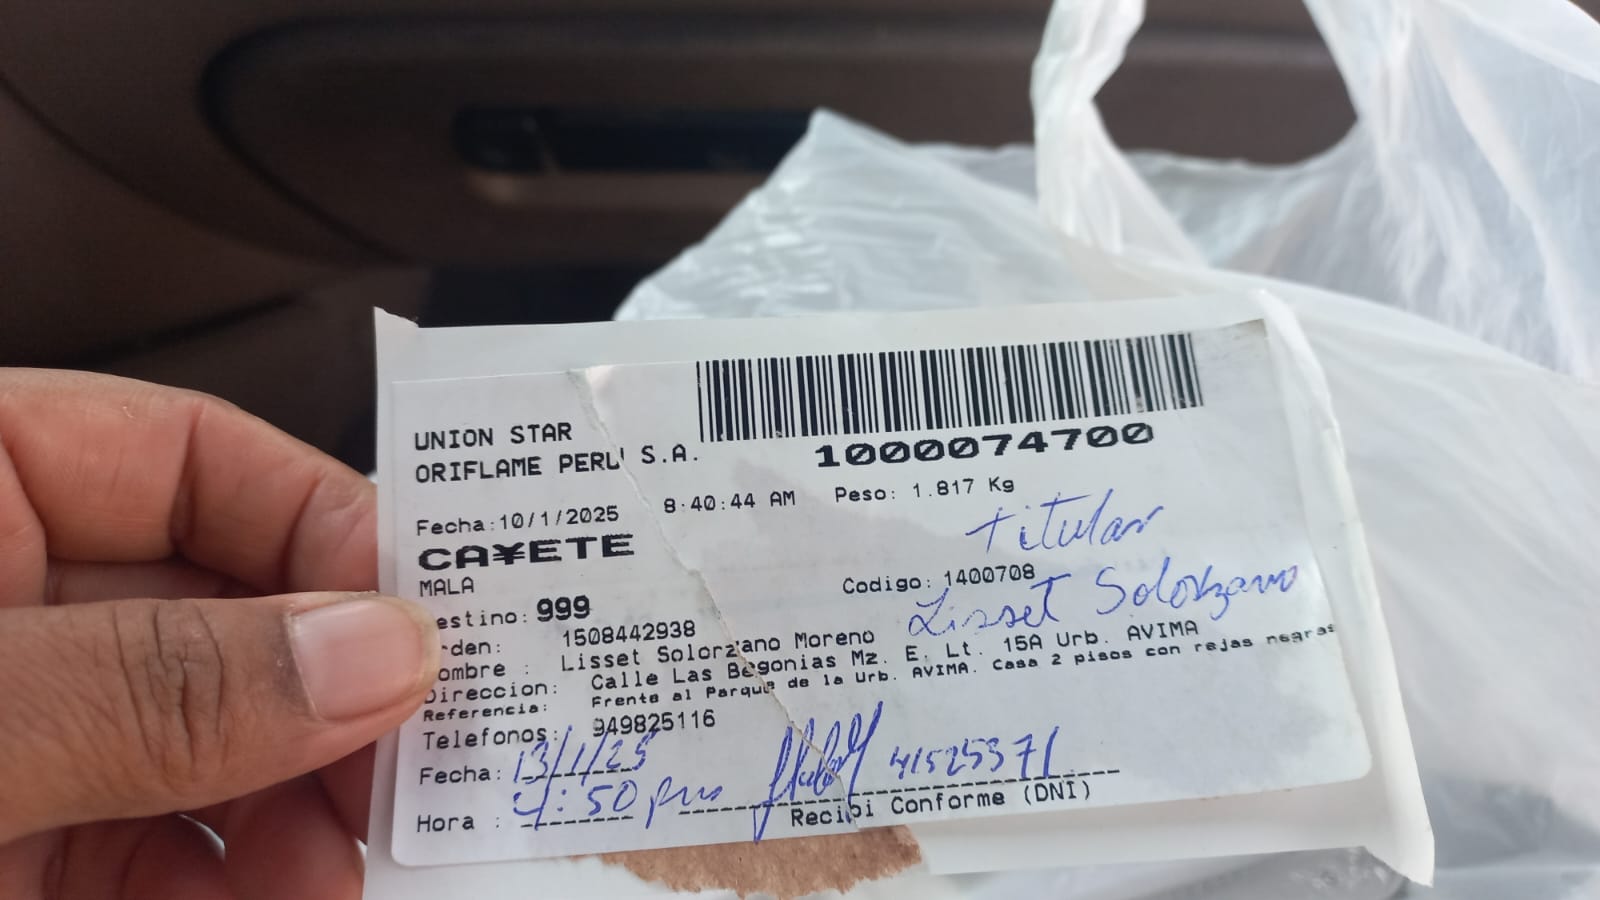 UNION STAR
ORIFLAME PERU S.A.
1000074700
Fecha:10/1/2025 8:40:44 AM Peso: 1.817 Kg
CA¥ETE
titular
MALA
Codigo: 1400708
estino: 999
Lisset Solorzano
rden: 1508442938
ombre : Lisset Solorzano Moreno
Direccion: Calle Las Begonias Mz. E. Lt. 15A Urb. AVIMA
Referencia: Frente al Parque de la Urb. AVIMA. Casa 2 pisos con rejas negras
Telefonos: 949825116
Fecha: 13/1/25
41525371
Hora : 4:50 pm
Recibi Conforme (DNI)